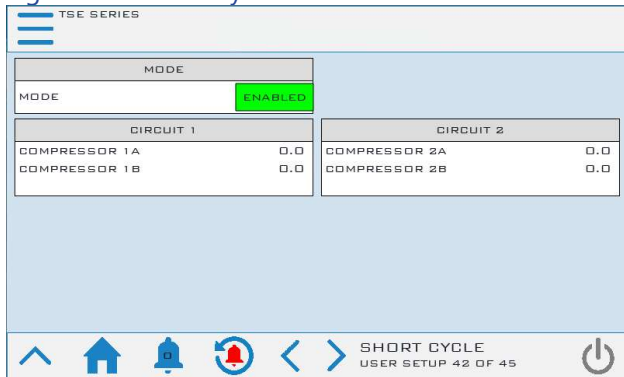 TSE SERIES
MODE
MODE ENABLED
CIRCUIT 1
COMPRESSOR 1A 0.0
COMPRESSOR 1B 0.0
CIRCUIT 2
COMPRESSOR 2A 0.0
COMPRESSOR 2B 0.0
0
SHORT CYCLE
USER SETUP 42 OF 45